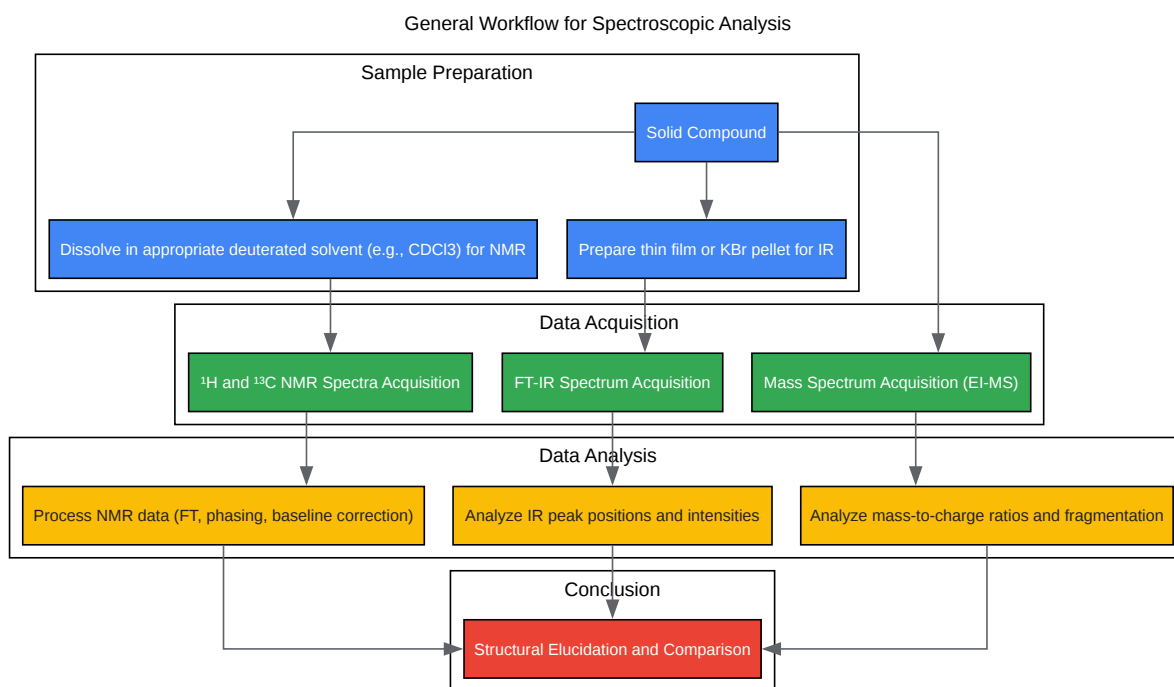 General Workflow for Spectroscopic Analysis
Sample Preparation
Solid Compound
Dissolve in appropriate deuterated solvent (e.g., CDCl3) for NMR
Prepare thin film or KBr pellet for IR
Data Acquisition
¹H and ¹³C NMR Spectra Acquisition
FT-IR Spectrum Acquisition
Mass Spectrum Acquisition (EI-MS)
Data Analysis
Process NMR data (FT, phasing, baseline correction)
Analyze IR peak positions and intensities
Analyze mass-to-charge ratios and fragmentation
Conclusion
Structural Elucidation and Comparison